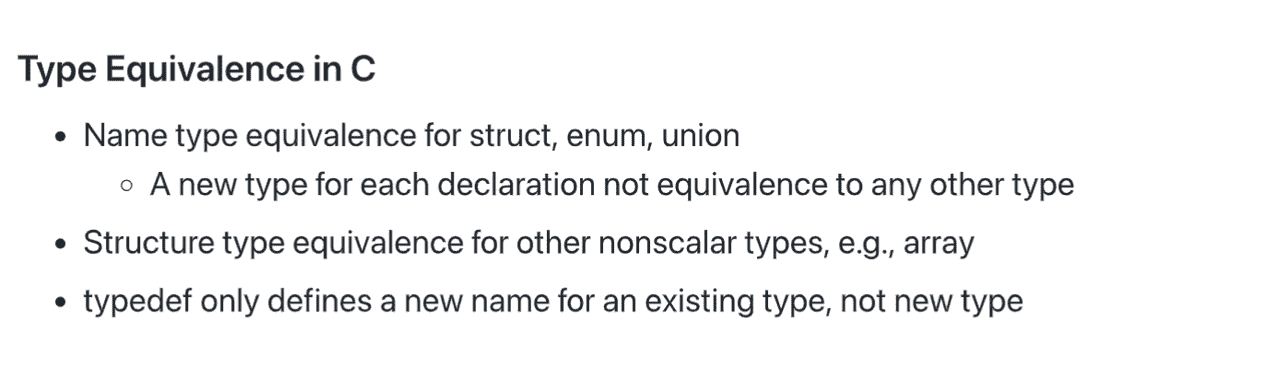 Type Equivalence in C
• Name type equivalence for struct, enum, union
◦ A new type for each declaration not equivalence to any other type
• Structure type equivalence for other nonscalar types, e.g., array
• typedef only defines a new name for an existing type, not new type